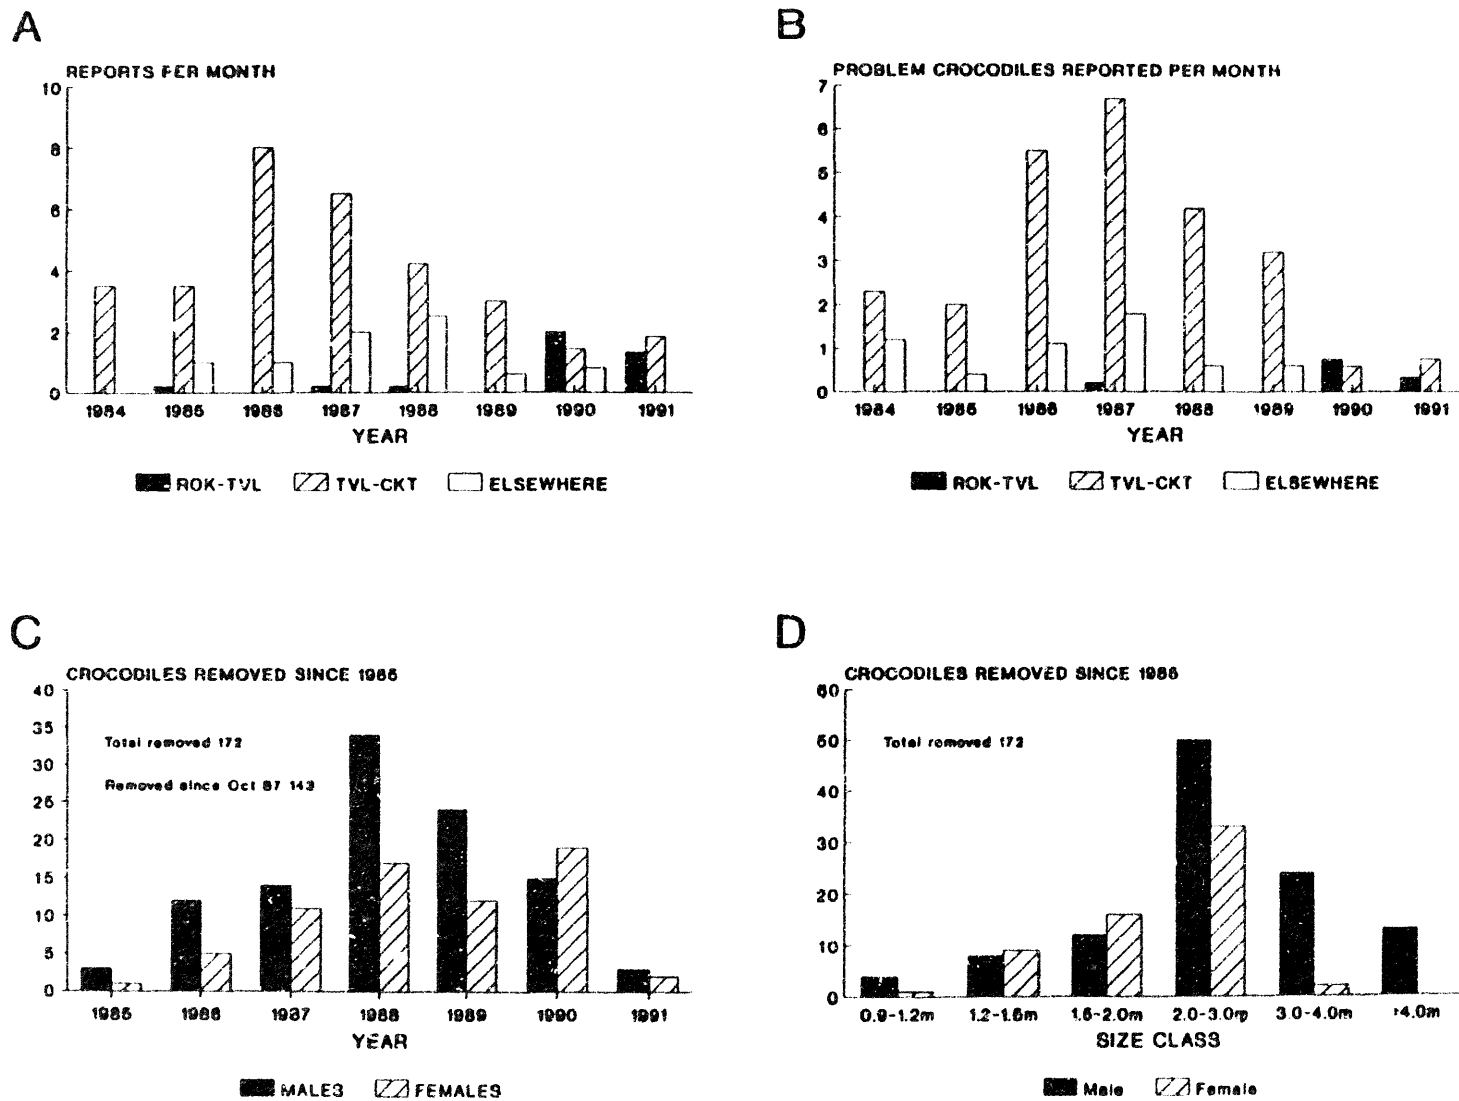 A
REPORTS PER MONTH
10
8
6
4
2
0
1984 1985 1986 1987 1988 1989 1990 1991
YEAR
ROK-TVL TVL-CKT ELSEWHERE
B
PROBLEM CROCODILES REPORTED PER MONTH
7
6
5
4
3
2
1
0
1984 1985 1986 1987 1988 1989 1990 1991
YEAR
ROK-TVL TVL-CKT ELSEWHERE
C
CROCODILES REMOVED SINCE 1985
40
35
30
25
20
15
10
5
0
Total removed 172
Removed since Oct 87 143
1985 1986 1987 1988 1989 1990 1991
YEAR
MALES FEMALES
D
CROCODILES REMOVED SINCE 1985
60
50
40
30
20
10
0
Total removed 172
0.9-1.2m 1.2-1.6m 1.6-2.0m 2.0-3.0m 3.0-4.0m >4.0m
SIZE CLASS
Male Female